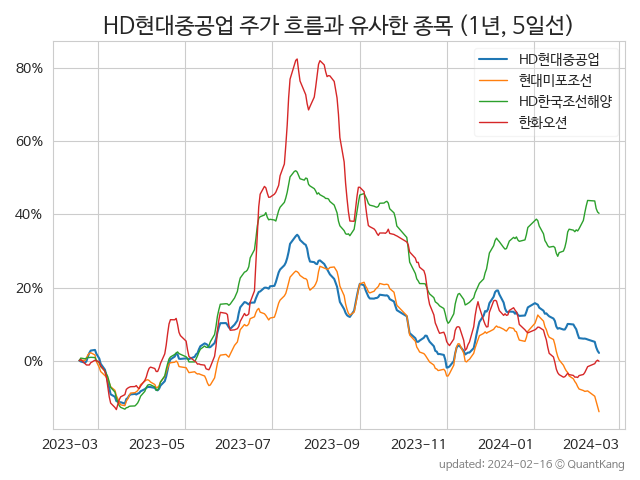 HD현대중공업 주가 흐름과 유사한 종목 (1년, 5일선)
HD현대중공업
현대미포조선
HD한국조선해양
한화오션
80%
60%
40%
20%
0%
2023-03 2023-05 2023-07 2023-09 2023-11 2024-01 2024-03
updated: 2024-02-16 © QuantKang